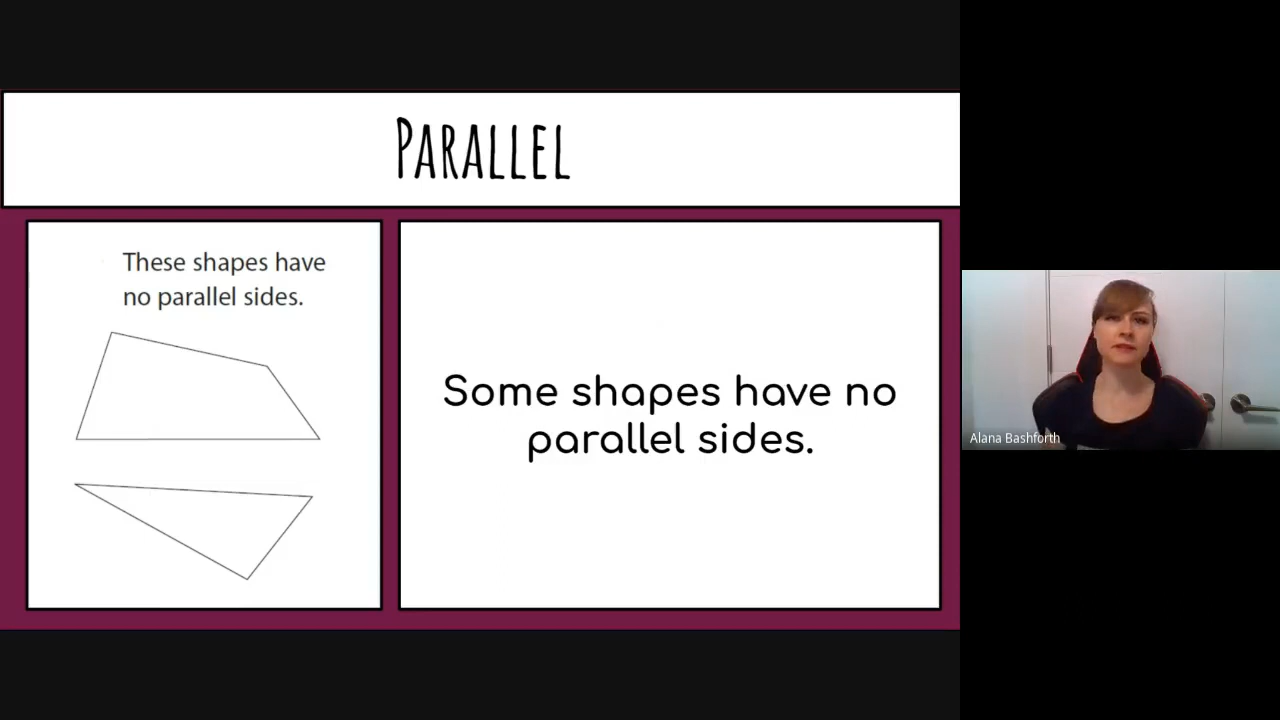 PARALLEL
These shapes have
no parallel sides.
Some shapes have no
parallel sides.
Alana Bashforth